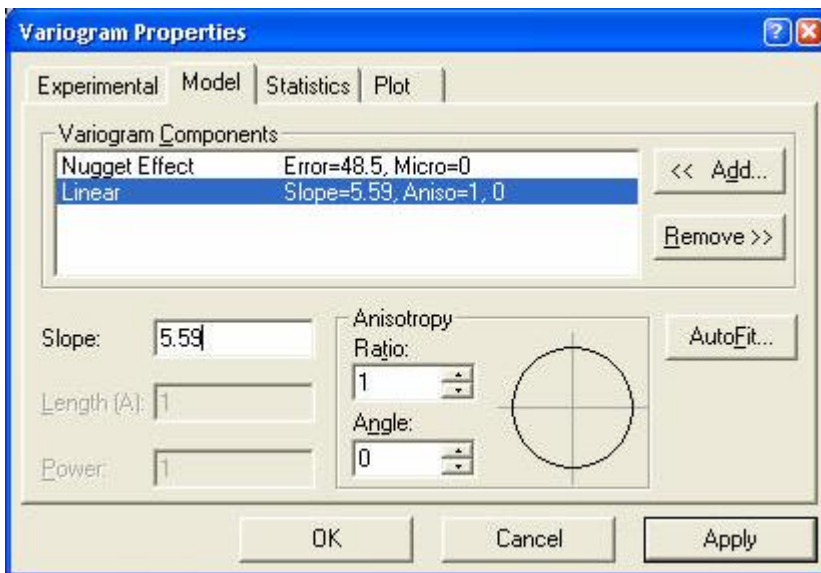 Variogram Properties
Experimental Model Statistics Plot
Variogram Components
Nugget Effect Error=48.5, Micro=0
Linear Slope=5.59, Aniso=1, 0
<< Add...
Remove >>
Slope: 5.59
Length (A): 1
Power: 1
Anisotropy
Ratio:
1
Angle:
0
AutoFit...
OK Cancel Apply